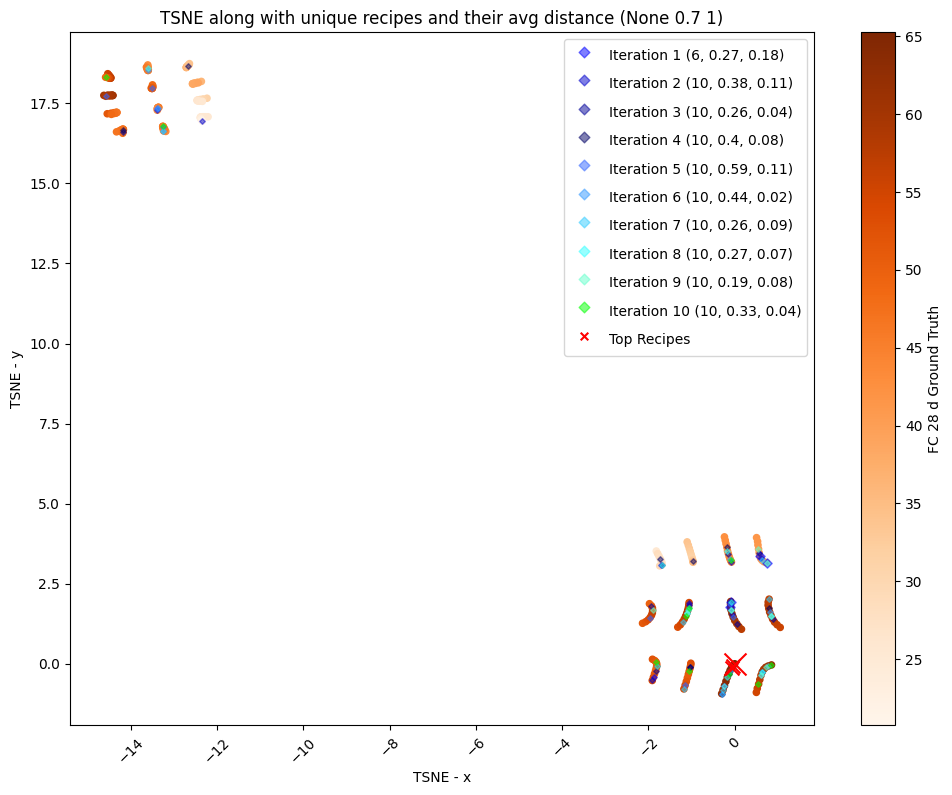 TSNE along with unique recipes and their avg distance (None 0.7 1)
Iteration 1 (6, 0.27, 0.18)
Iteration 2 (10, 0.38, 0.11)
Iteration 3 (10, 0.26, 0.04)
Iteration 4 (10, 0.4, 0.08)
Iteration 5 (10, 0.59, 0.11)
Iteration 6 (10, 0.44, 0.02)
Iteration 7 (10, 0.26, 0.09)
Iteration 8 (10, 0.27, 0.07)
Iteration 9 (10, 0.19, 0.08)
Iteration 10 (10, 0.33, 0.04)
Top Recipes
17.5
15.0
12.5
10.0
7.5
5.0
2.5
0.0
TSNE - y
−14
−12
−10
−8
−6
−4
−2
0
TSNE - x
65
60
55
50
45
40
35
30
25
FC 28 d Ground Truth